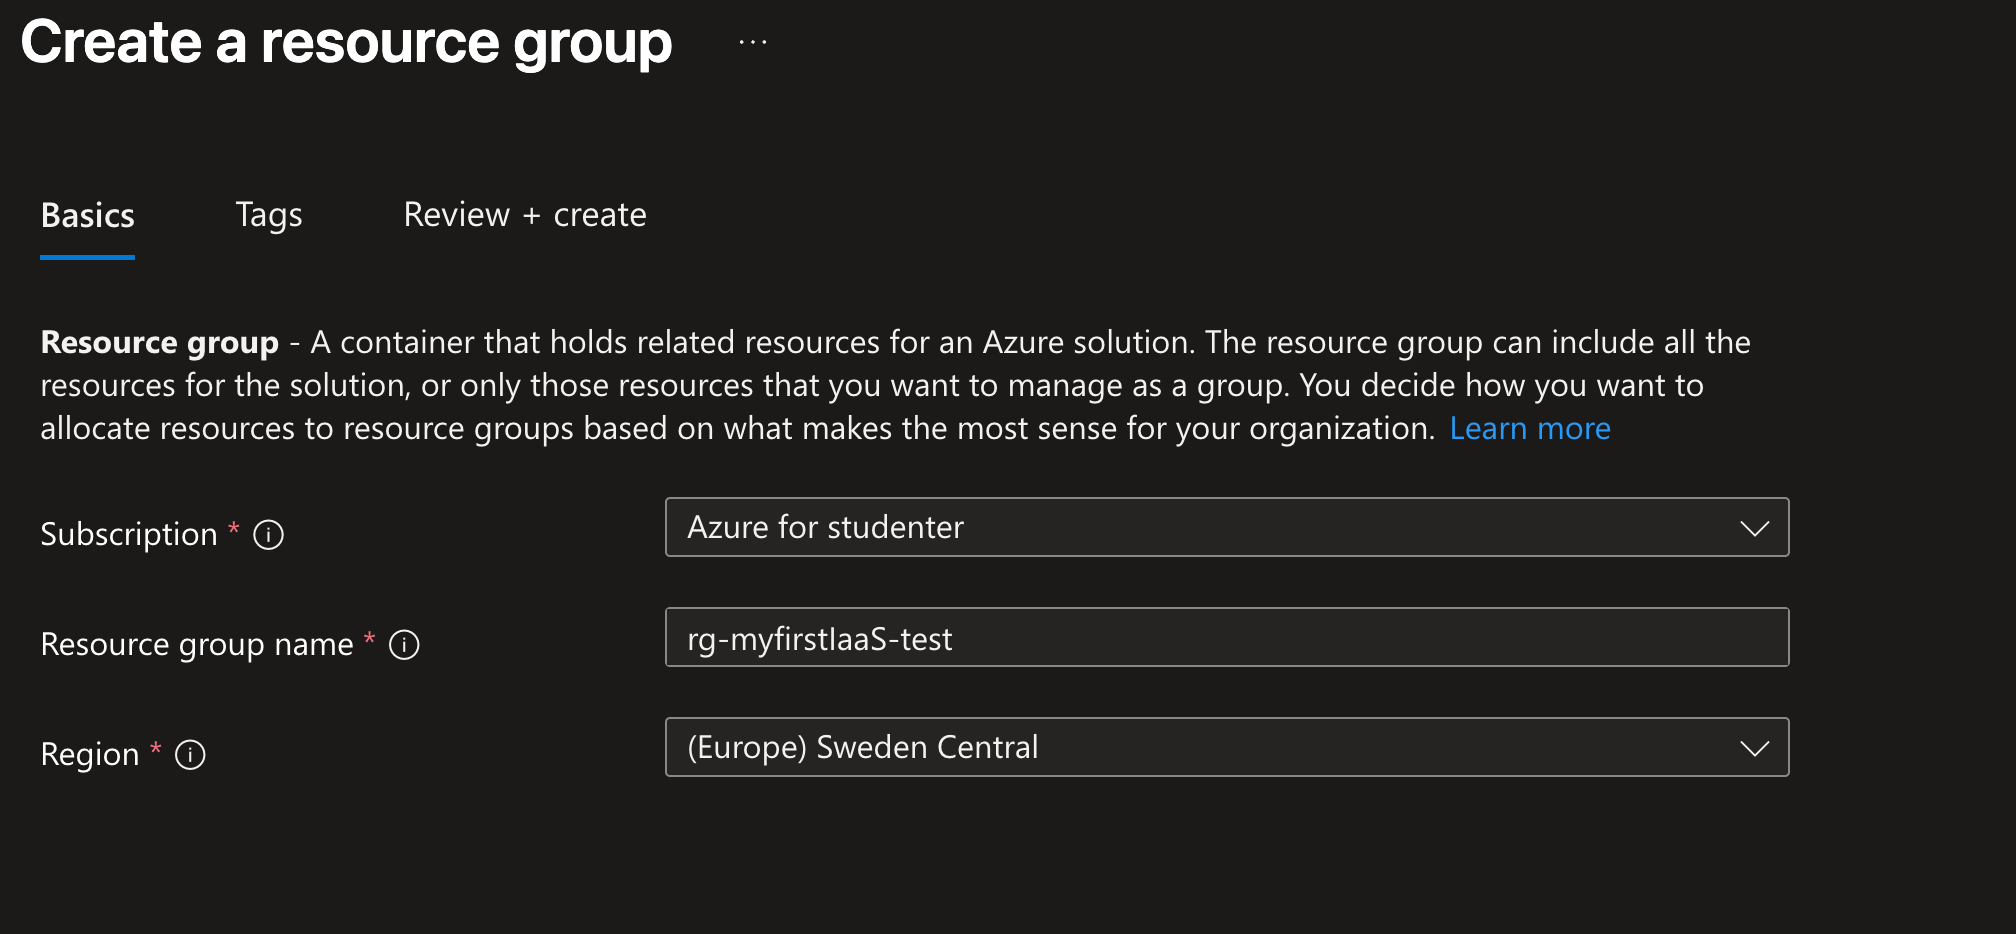 Create a resource group ...
Basics Tags Review + create
Resource group - A container that holds related resources for an Azure solution. The resource group can include all the
resources for the solution, or only those resources that you want to manage as a group. You decide how you want to
allocate resources to resource groups based on what makes the most sense for your organization. Learn more
Subscription * Azure for studenter
Resource group name * rg-myfirstIaaS-test
Region * (Europe) Sweden Central